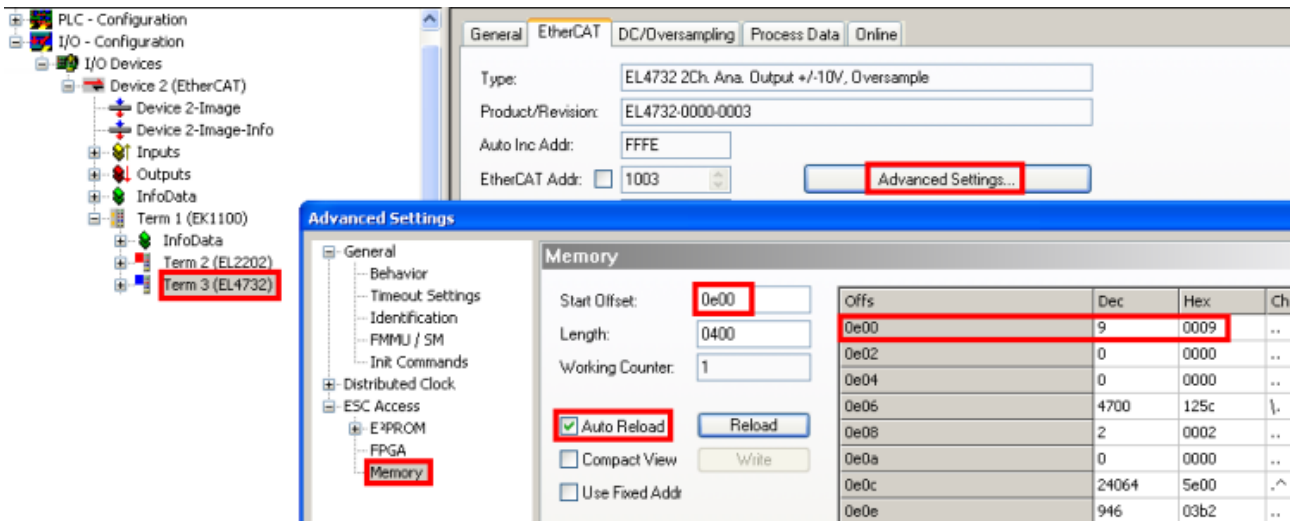 PLC - Configuration
I/O - Configuration
I/O Devices
Device 2 (EtherCAT)
Device 2-Image
Device 2-Image-Info
Inputs
Outputs
InfoData
Term 1 (EK1100)
InfoData
Term 2 (EL2202)
Term 3 (EL4732)
General EtherCAT DC/Oversampling Process Data Online
Type: EL4732 2Ch. Ana. Output +/-10V, Oversample
Product/Revision: EL4732-0000-0003
Auto Inc Addr: FFFE
EtherCAT Addr: 1003 Advanced Settings...
Advanced Settings
General
Behavior
Timeout Settings
Identification
FMMU / SM
Init Commands
Distributed Clock
ESC Access
E²PROM
FPGA
Memory
Memory
Start Offset: 0e00
Length: 0400
Working Counter: 1
Auto Reload Reload
Compact View Write
Use Fixed Addr
Offs Dec Hex Ch
0e00 9 0009 ..
0e02 0 0000 ..
0e04 0 0000 ..
0e06 4700 125c \.
0e08 2 0002 ..
0e0a 0 0000 ..
0e0c 24064 5e00 .^
0e0e 946 03b2 ..